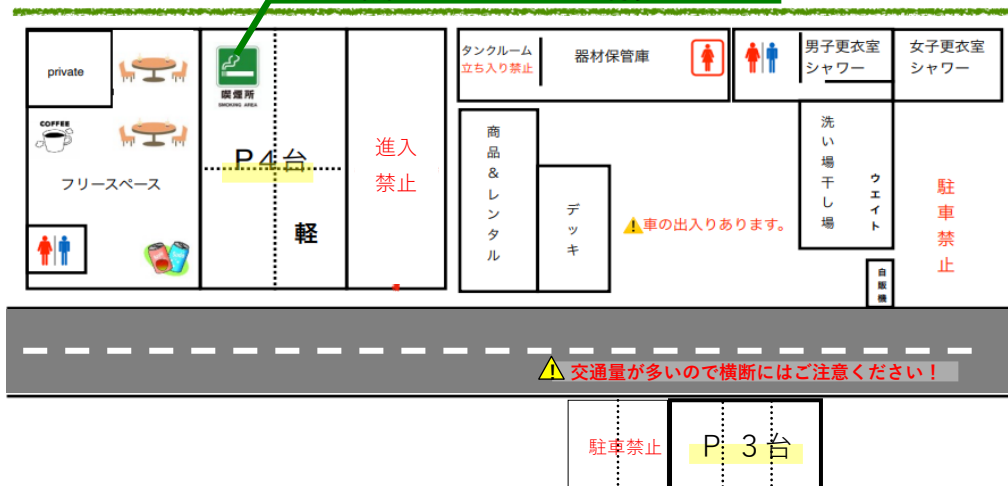 private
COFFEE
フリースペース
喫煙所
SMOKING AREA
P4台
軽
進入
禁止
タンクルーム
立ち入り禁止
器材保管庫
男子更衣室
シャワー
女子更衣室
シャワー
商品&レンタル
デッキ
車の出入りあります。
洗い場干し場
ウエイト
駐車禁止
自販機
交通量が多いので横断にはご注意ください!
駐車禁止
P 3台